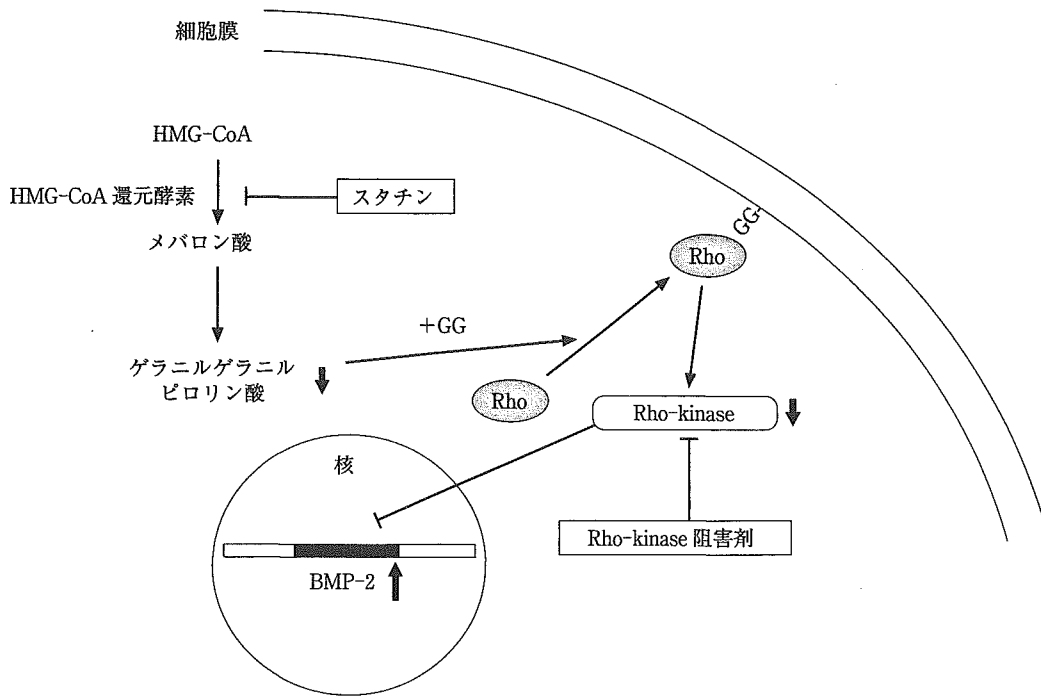 細胞膜
HMG-CoA
HMG-CoA 還元酵素
スタチン
メバロン酸
GG-
Rho
+GG
ゲラニルゲラニル
ピロリン酸
Rho
Rho-kinase
核
Rho-kinase 阻害剤
BMP-2